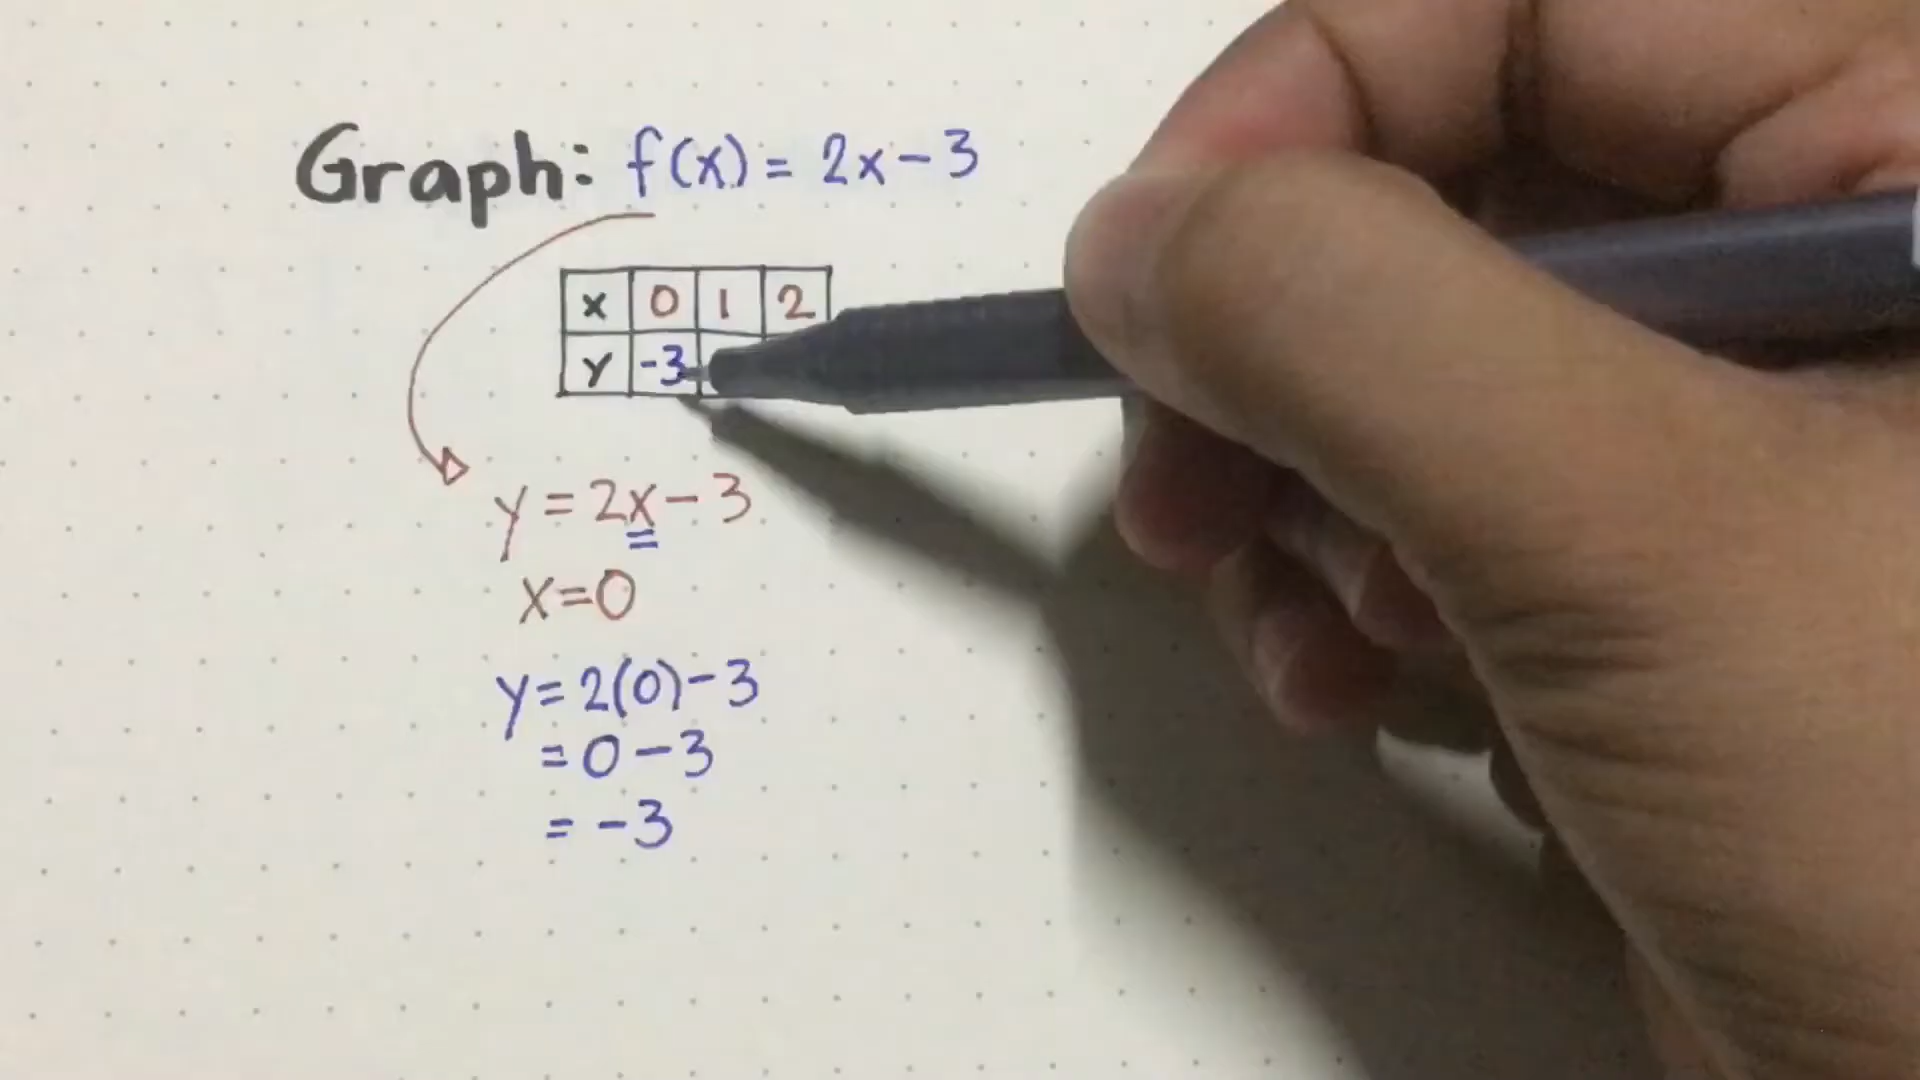 Graph: f(x) = 2x - 3
x 0 1 2
y -3
y = 2x - 3
x = 0
y = 2(0) - 3
= 0 - 3
= -3